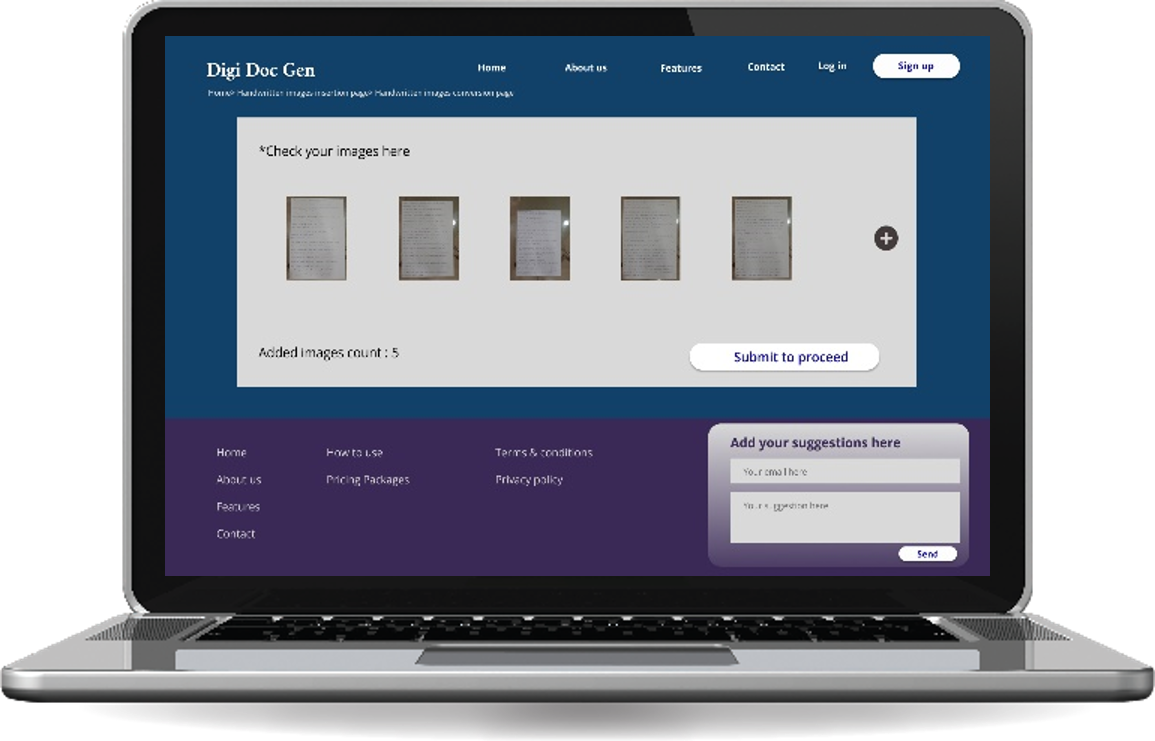 Digi Doc Gen
Home
About us
Features
Contact
Log in
Sign up
Home> Handwritten images insertion page> Handwritten images conversion page
*Check your images here
Added images count : 5
Submit to proceed
Home
About us
Features
Contact
How to use
Pricing Packages
Terms & conditions
Privacy policy
Add your suggestions here
Your email here
Your suggestion here
Send